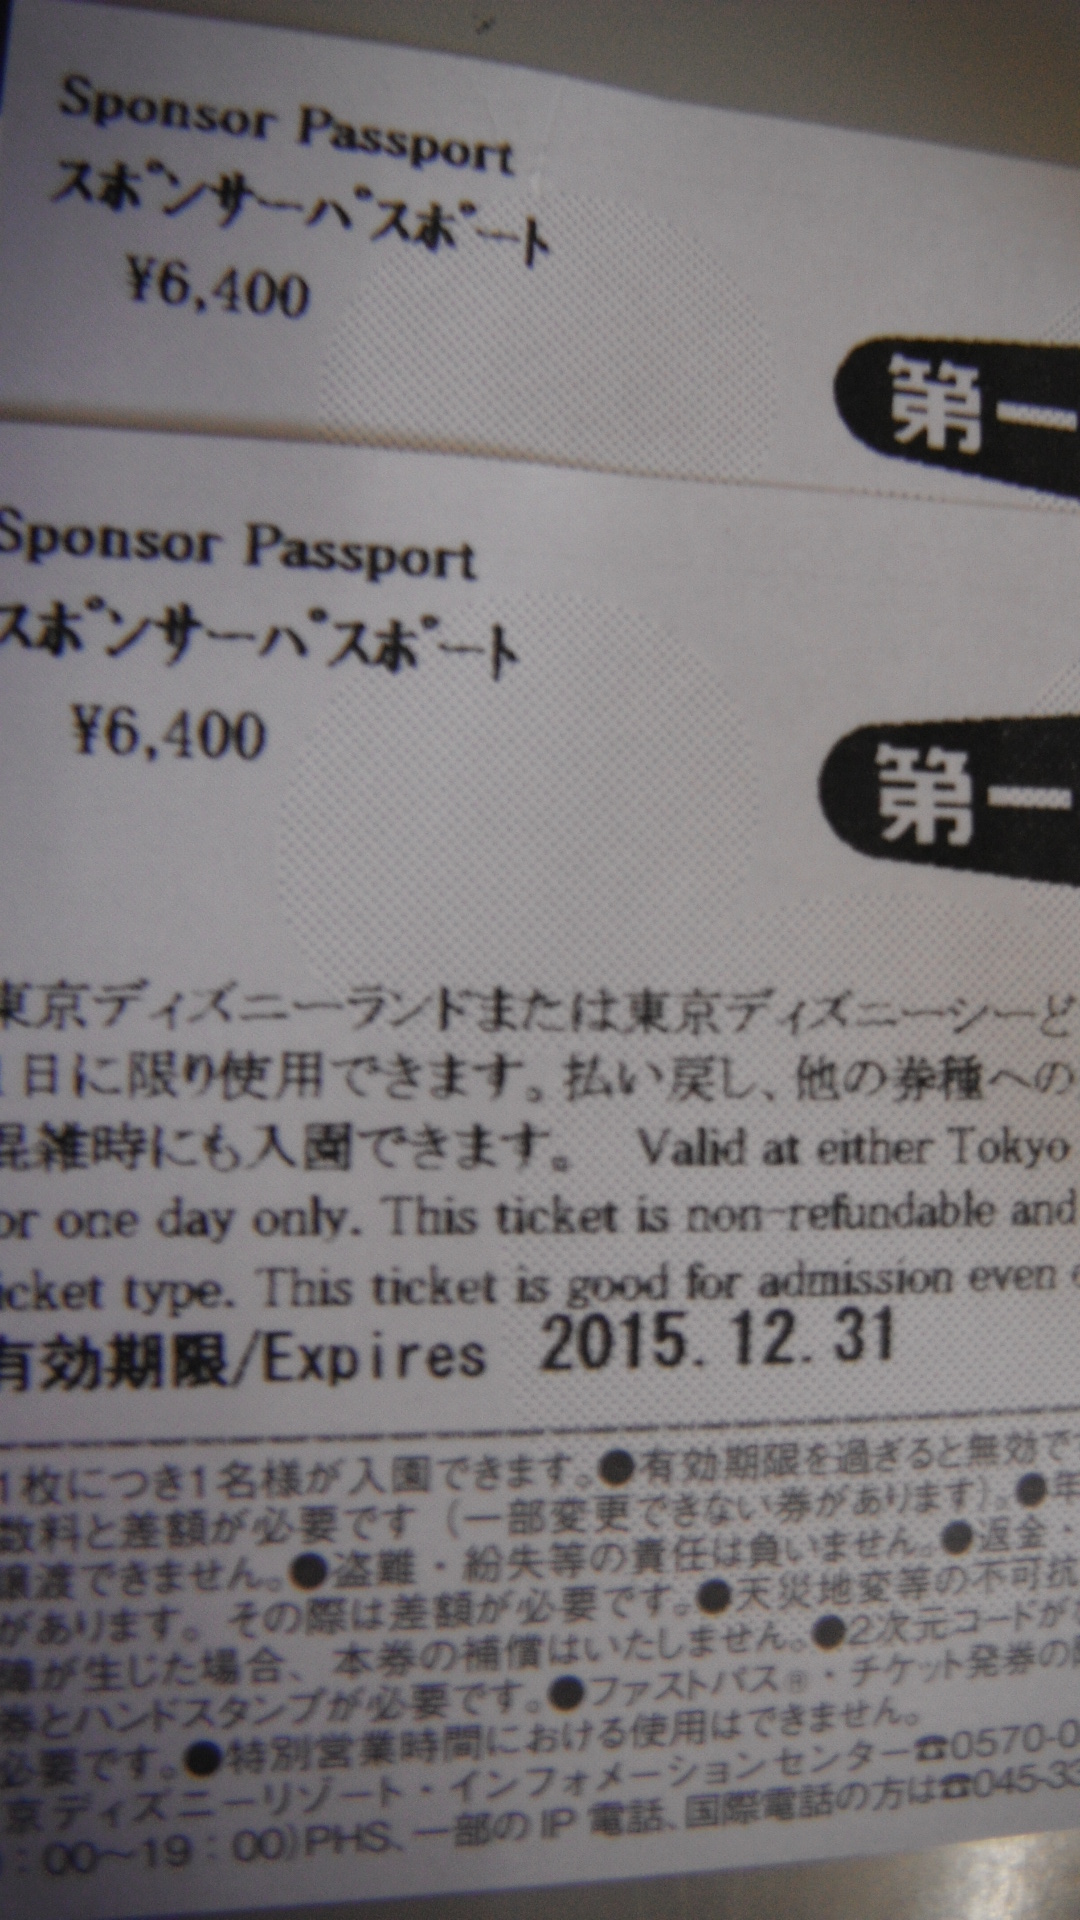 Sponsor Passport
スポンサーパスポート
¥6,400
第一
Sponsor Passport
スポンサーパスポート
¥6,400
第一
東京ディズニーランドまたは東京ディズニーシーど
1日に限り使用できます。払い戻し、他の券種への
混雑時にも入園できます。 Valid at either Tokyo
or one day only. This ticket is non-refundable and
icket type. This ticket is good for admission even
有効期限/Expires 2015.12.31
1枚につき1名様が入園できます。●有効期限を過ぎると無効で
数料と差額が必要です (一部変更できない券があります)。●年
譲渡できません。●盗難・紛失等の責任は負いません。●返金・
があります。その際は差額が必要です。●天災地変等の不可抗
障が生じた場合、本券の補償はいたしません。●2次元コードが
券とハンドスタンプが必要です。●ファストパス®・チケット発券の
必要です。●特別営業時間における使用はできません。
京ディズニーリゾート・インフォメーションセンター☎0570-0
:00〜19:00)PHS、一部のIP電話、国際電話の方は☎045-33